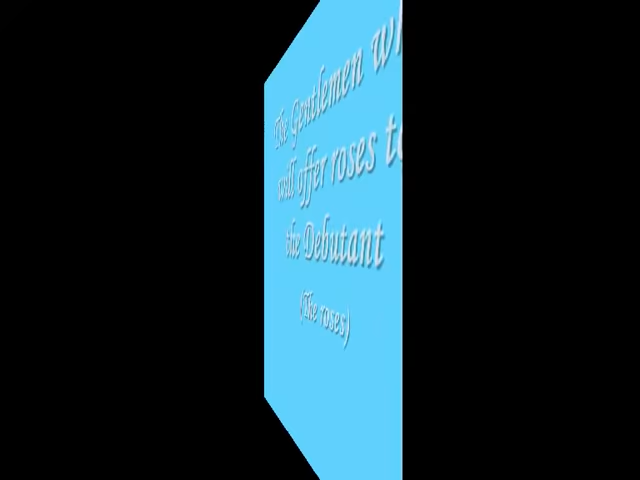 The Gentlemen
will offer roses
the Debutant
(The roses)